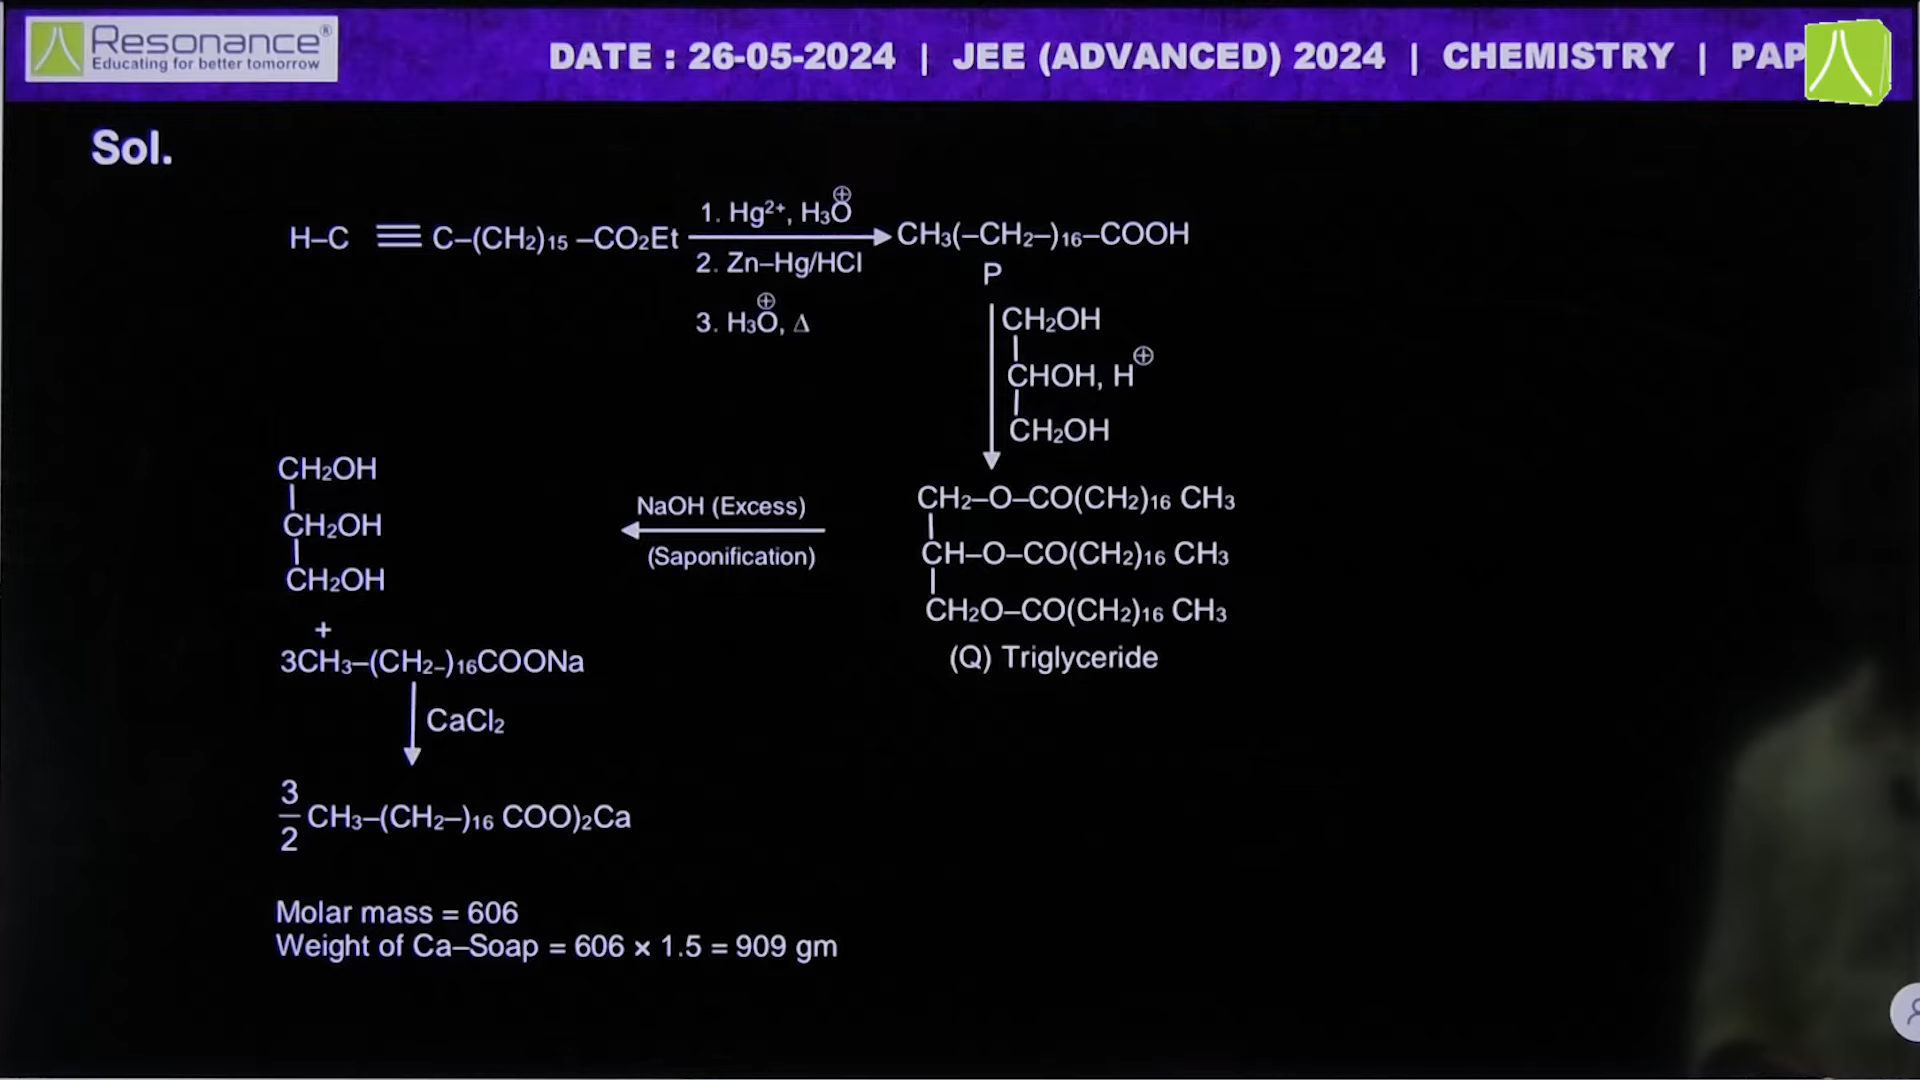 Resonance®
Educating for better tomorrow
DATE : 26-05-2024 | JEE (ADVANCED) 2024 | CHEMISTRY | PAP
Sol.
H–C ≡ C–(CH₂)₁₅ –CO₂Et
1. Hg²⁺, H₃O⊕
2. Zn–Hg/HCl
3. H₃O⊕, Δ
CH₃(–CH₂–)₁₆–COOH
P
CH₂OH
CHOH, H⊕
CH₂OH
CH₂–O–CO(CH₂)₁₆ CH₃
CH–O–CO(CH₂)₁₆ CH₃
CH₂O–CO(CH₂)₁₆ CH₃
(Q) Triglyceride
NaOH (Excess)
(Saponification)
CH₂OH
CH₂OH
CH₂OH
+
3CH₃–(CH₂–)₁₆COONa
CaCl₂
3/2 CH₃–(CH₂–)₁₆ COO)₂Ca
Molar mass = 606
Weight of Ca–Soap = 606 × 1.5 = 909 gm